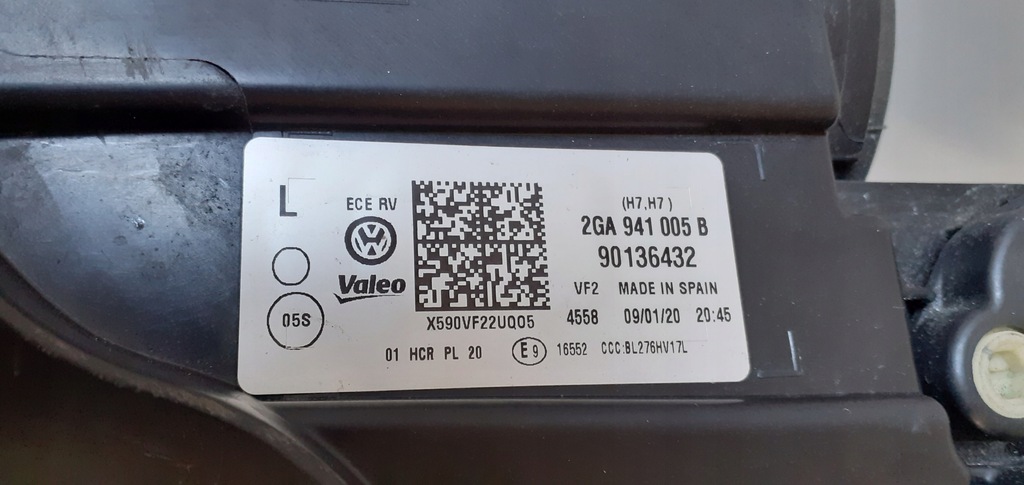 L
ECE RV
VW
Valeo
05S
X590VF22UQ05
(H7,H7)
2GA 941 005 B
90136432
VF2 MADE IN SPAIN
4558 09/01/20 20:45
01 HCR PL 20 E9 16552 CCC:BL276HV17L